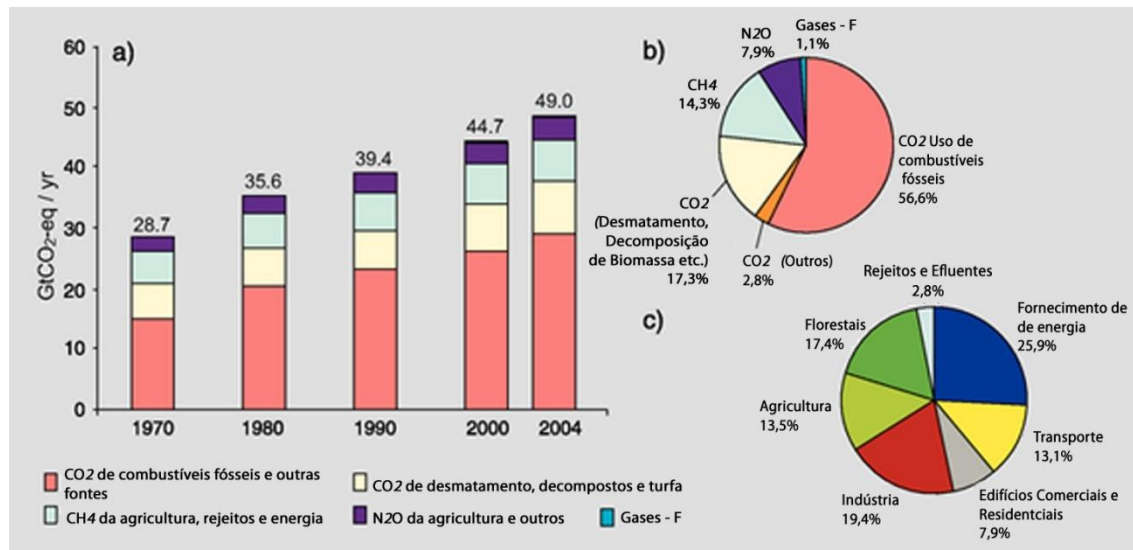 a)
GtCO2-eq / yr
60
50
40
30
20
10
0
28.7
35.6
39.4
44.7
49.0
1970
1980
1990
2000
2004
CO2 de combustíveis fósseis e outras
fontes
CO2 de desmatamento, decompostos e turfa
CH4 da agricultura, rejeitos e energia
N2O da agricultura e outros
Gases - F
b)
Gases - F
1,1%
N2O
7,9%
CH4
14,3%
CO2 Uso de
combustíveis
fósseis
56,6%
CO2
(Desmatamento,
Decomposição
de Biomassa etc.)
17,3%
CO2 (Outros)
2,8%
c)
Rejeitos e Efluentes
2,8%
Fornecimento de
de energia
25,9%
Florestais
17,4%
Agricultura
13,5%
Transporte
13,1%
Indústria
19,4%
Edifícios Comerciais e
Residentciais
7,9%